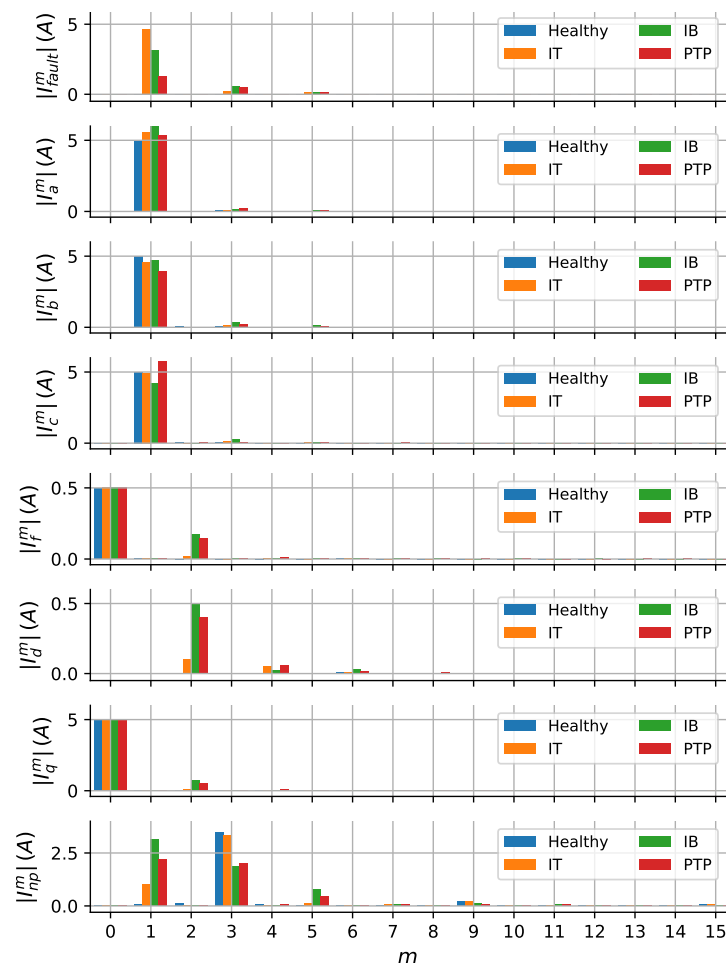 |I^m_fault| (A)
5
0
Healthy IB
IT PTP
|I^m_a| (A)
5
0
Healthy IB
IT PTP
|I^m_b| (A)
5
0
Healthy IB
IT PTP
|I^m_c| (A)
5
0
Healthy IB
IT PTP
|I^m_f| (A)
0.5
0.0
Healthy IB
IT PTP
|I^m_d| (A)
0.5
0.0
Healthy IB
IT PTP
|I^m_q| (A)
5
0
Healthy IB
IT PTP
|I^m_np| (A)
2.5
0.0
Healthy IB
IT PTP
0 1 2 3 4 5 6 7 8 9 10 11 12 13 14 15
m